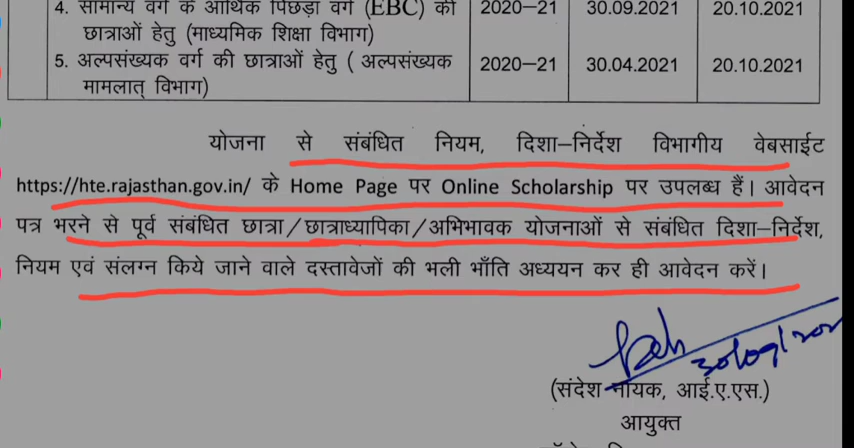 4. सामान्य वर्ग के आर्थिक पिछड़ा वर्ग (EBC) की 2020–21 30.09.2021 20.10.2021
छात्राओं हेतु (माध्यमिक शिक्षा विभाग)
5. अल्पसंख्यक वर्ग की छात्राओं हेतु ( अल्पसंख्यक 2020–21 30.04.2021 20.10.2021
मामलात् विभाग)
योजना से संबंधित नियम, दिशा–निर्देश विभागीय वेबसाईट
https://hte.rajasthan.gov.in/ के Home Page पर Online Scholarship पर उपलब्ध हैं। आवेदन
पत्र भरने से पूर्व संबंधित छात्रा/छात्राध्यापिका/अभिभावक योजनाओं से संबंधित दिशा–निर्देश,
नियम एवं संलग्न किये जाने वाले दस्तावेजों की भली भाँति अध्ययन कर ही आवेदन करें।
30/09/202
(संदेश नायक, आई.ए.एस.)
आयुक्त